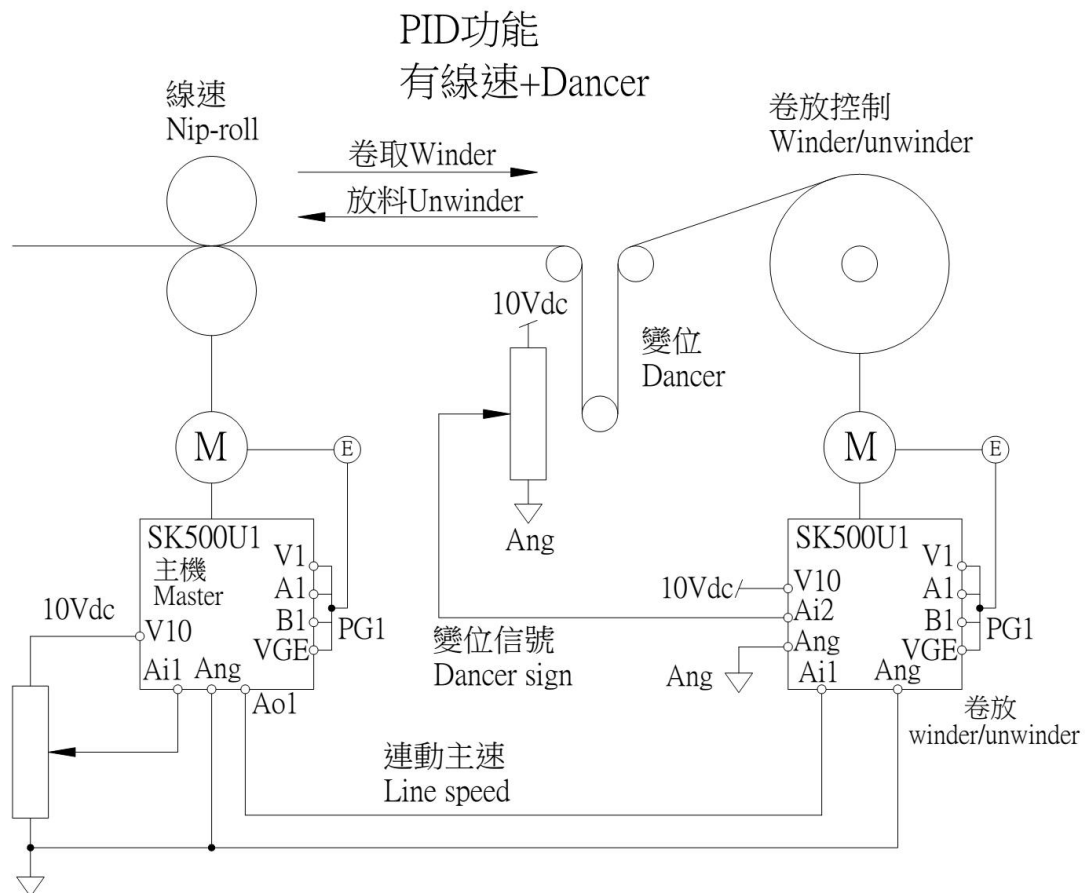 PID功能
有線速+Dancer
線速
Nip-roll
卷取Winder
放料Unwinder
卷放控制
Winder/unwinder
10Vdc
變位
Dancer
Ang
M
E
M
E
SK500U1
主機
Master
V1
A1
B1
VGE
PG1
10Vdc
V10
Ai1
Ang
Ao1
變位信號
Dancer sign
SK500U1
10Vdc
V10
Ai2
Ang
Ang
Ai1
Ang
V1
A1
B1
VGE
PG1
卷放
winder/unwinder
連動主速
Line speed